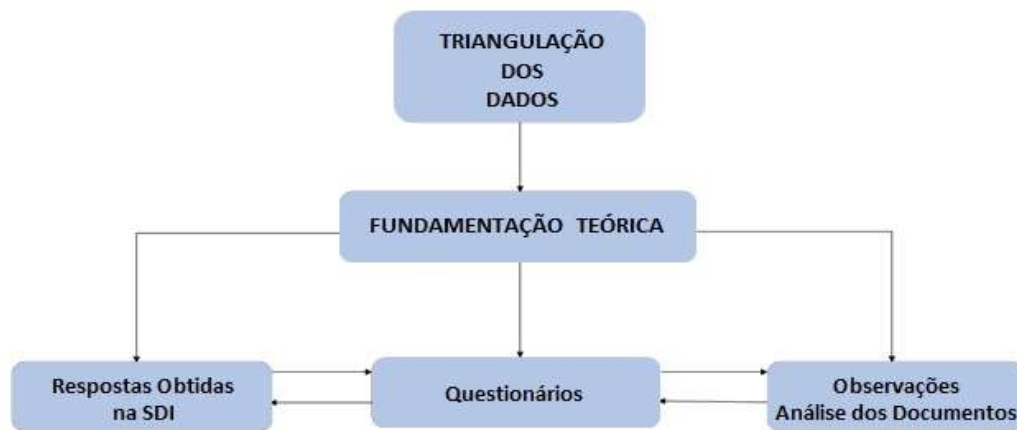 TRIANGULAÇÃO
DOS
DADOS
FUNDAMENTAÇÃO TEÓRICA
Respostas Obtidas
na SDI
Questionários
Observações
Análise dos Documentos